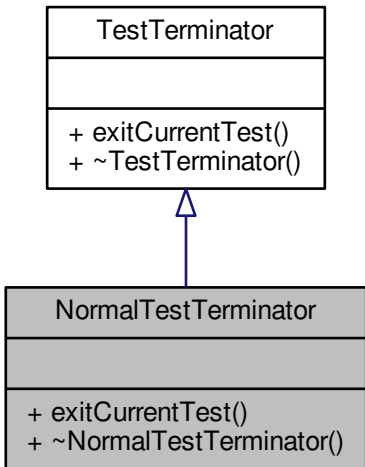 TestTerminator
+ exitCurrentTest()
+ ~TestTerminator()
NormalTestTerminator
+ exitCurrentTest()
+ ~NormalTestTerminator()